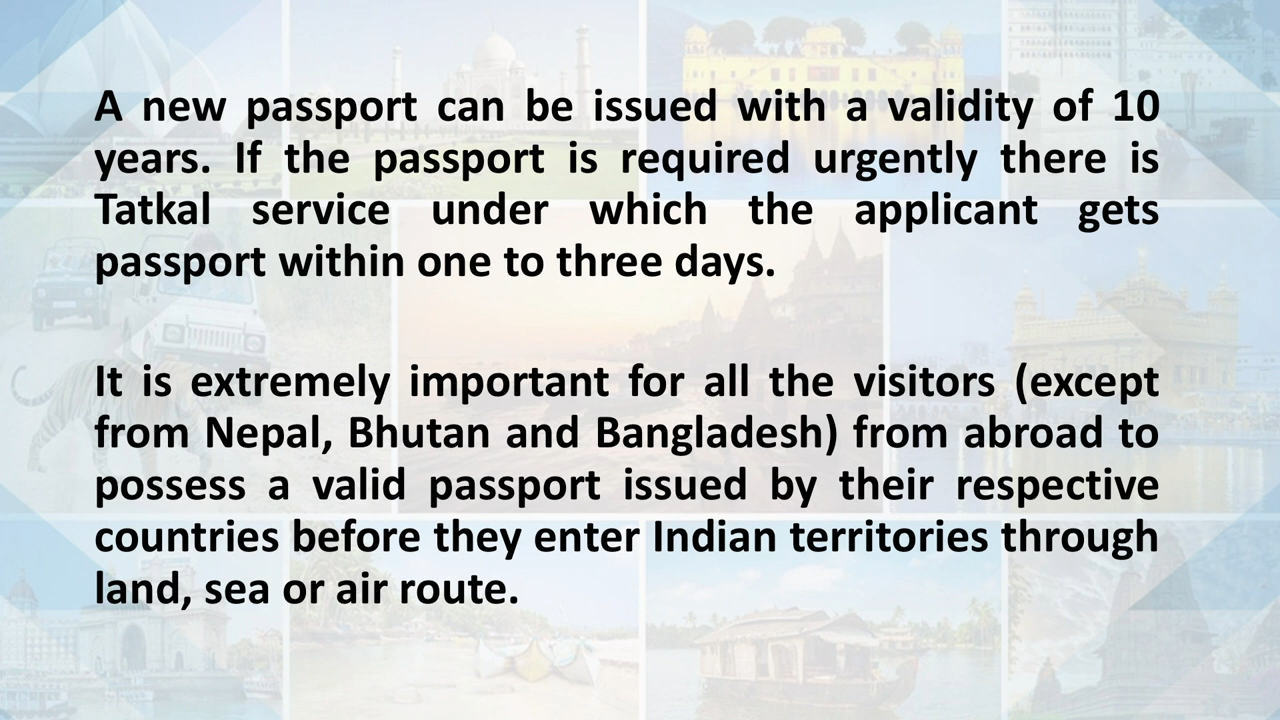 A new passport can be issued with a validity of 10
years. If the passport is required urgently there is
Tatkal service under which the applicant gets
passport within one to three days.
It is extremely important for all the visitors (except
from Nepal, Bhutan and Bangladesh) from abroad to
possess a valid passport issued by their respective
countries before they enter Indian territories through
land, sea or air route.